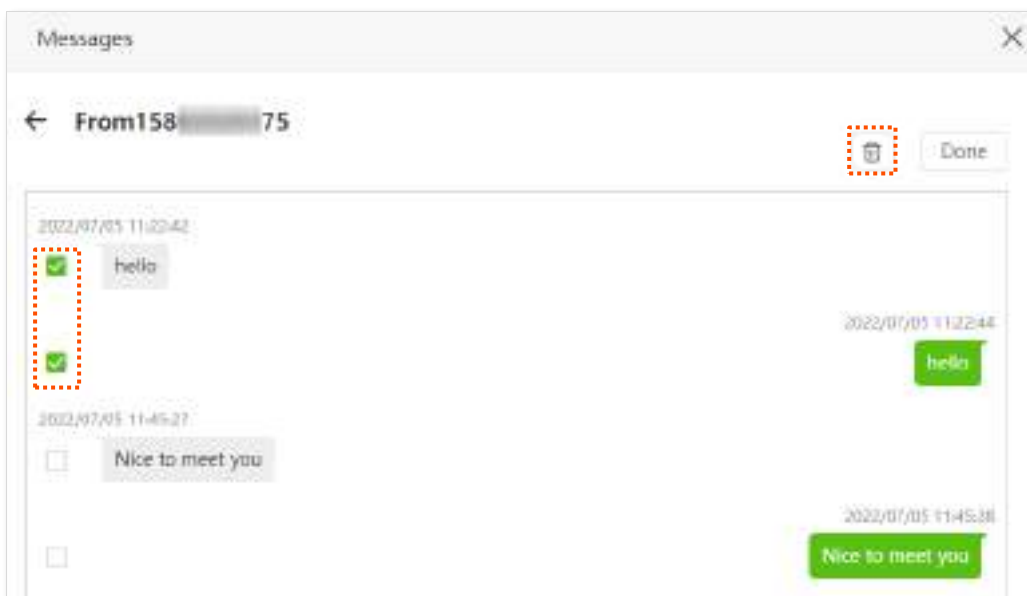 Messages
From158 75
Done
2022/07/05 11:22:42
hello
2022/07/05 11:22:44
hello
2022/07/05 11:45:27
Nice to meet you
2022/07/05 11:45:38
Nice to meet you